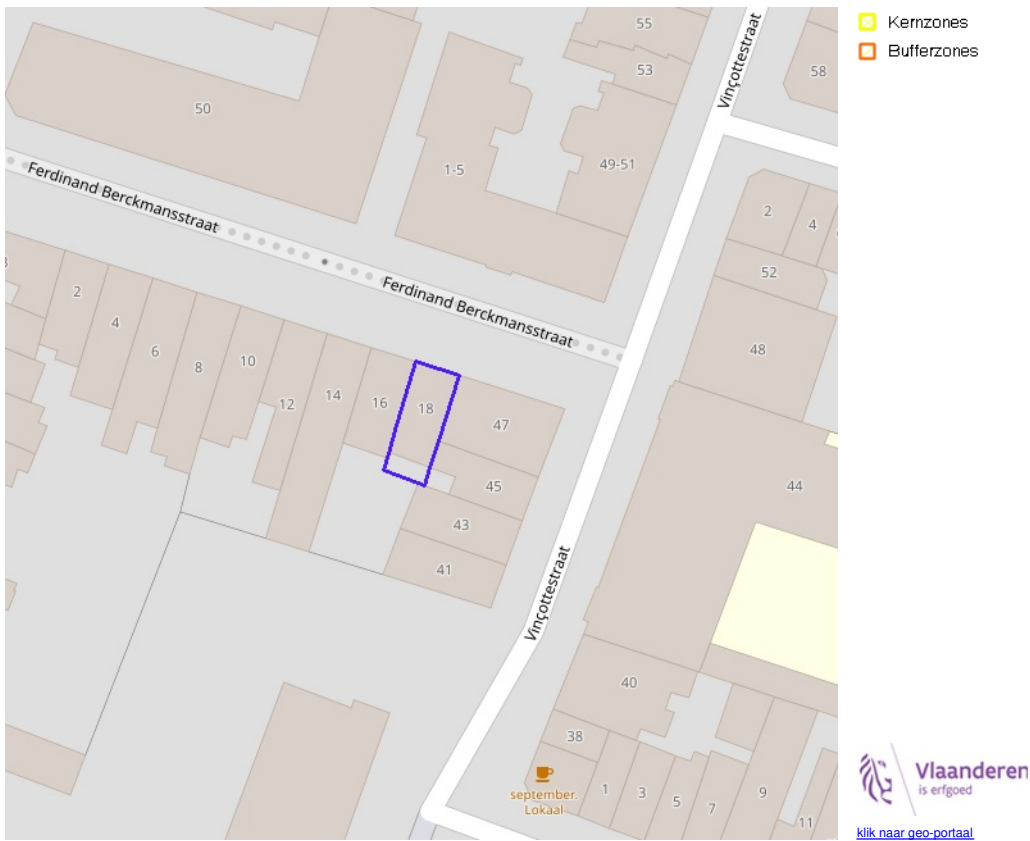 55
53
58
50
1-5
49-51
Vinçottestraat
Ferdinand Berckmansstraat
2
4
52
48
Ferdinand Berckmansstraat
2
4
6
8
10
12
14
16
18
47
45
43
41
44
Vinçottestraat
40
38
1
3
5
7
9
11
september.
Lokaal
Kernzones
Bufferzones
Vlaanderen
is erfgoed
klik naar geo-portaal